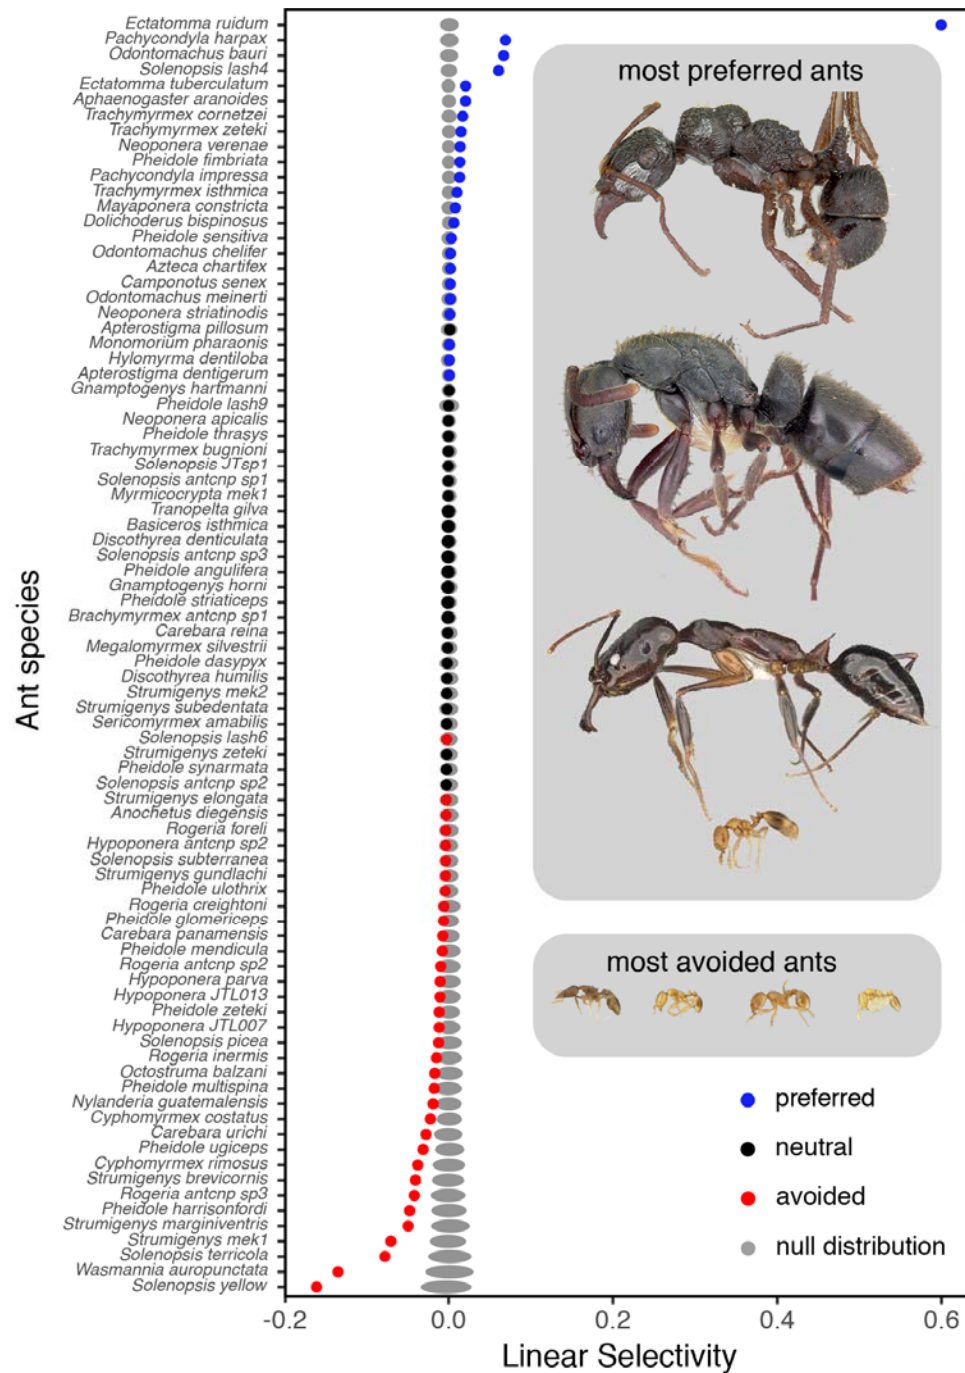 Ectatomma ruidum
Pachycondyla harpax
Odontomachus bauri
Solenopsis lash4
Ectatomma tuberculatum
Aphaenogaster aranoides
Trachymyrmex cornetzei
Trachymyrmex zeteki
Neoponera verenae
Pheidole fimbriata
Pachycondyla impressa
Trachymyrmex isthmica
Mayaponera constricta
Dolichoderus bispinosus
Pheidole sensitiva
Odontomachus chelifer
Azteca chartifex
Camponotus senex
Odontomachus meinerti
Neoponera striatinodis
Apterostigma pillosum
Monomorium pharaonis
Hylomyrma dentiloba
Apterostigma dentigerum
Gnamptogenys hartmanni
Pheidole lash9
Neoponera apicalis
Pheidole thrasys
Trachymyrmex bugnioni
Solenopsis JTsp1
Solenopsis antcnp sp1
Myrmicocrypta mek1
Tranopelta gilva
Basiceros isthmica
Discothyrea denticulata
Solenopsis antcnp sp3
Pheidole angulifera
Gnamptogenys horni
Pheidole striaticeps
Brachymyrmex antcnp sp1
Carebara reina
Megalomyrmex silvestrii
Pheidole dasypyx
Discothyrea humilis
Strumigenys mek2
Strumigenys subedentata
Sericomyrmex amabilis
Solenopsis lash6
Strumigenys zeteki
Pheidole synarmata
Solenopsis antcnp sp2
Strumigenys elongata
Anochetus diegensis
Rogeria foreli
Hypoponera antcnp sp2
Solenopsis subterranea
Strumigenys gundlachi
Pheidole ulothrix
Rogeria creightoni
Pheidole glomericeps
Carebara panamensis
Pheidole mendicula
Rogeria antcnp sp2
Hypoponera parva
Hypoponera JTL013
Pheidole zeteki
Hypoponera JTL007
Solenopsis picea
Rogeria inermis
Octostruma balzani
Pheidole multispina
Nylanderia guatemalensis
Cyphomyrmex costatus
Carebara urichi
Pheidole ugiceps
Cyphomyrmex rimosus
Strumigenys brevicornis
Rogeria antcnp sp3
Pheidole harrisonfordi
Strumigenys marginiventris
Strumigenys mek1
Solenopsis terricola
Wasmannia auropunctata
Solenopsis yellow
Ant species
most preferred ants
most avoided ants
preferred
neutral
avoided
null distribution
-0.2 0.0 0.2 0.4 0.6
Linear Selectivity